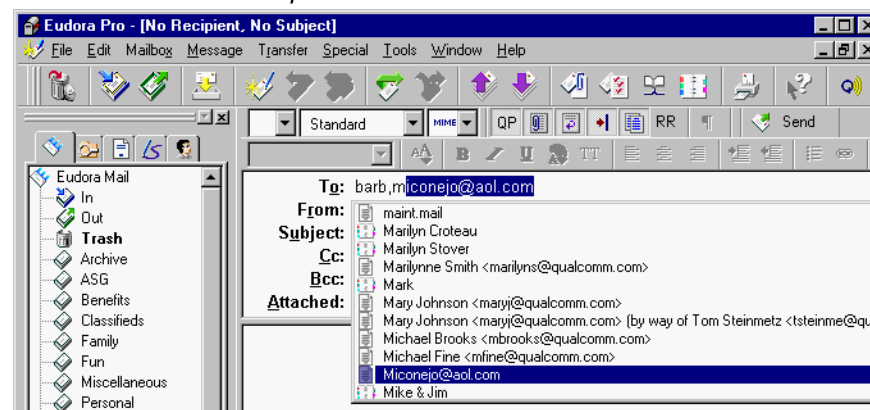 Eudora Pro - [No Recipient, No Subject]
File Edit Mailbox Message Transfer Special Tools Window Help
Standard MIME QP RR ¶ Send
B I U TT
Eudora Mail
In
Out
Trash
Archive
ASG
Benefits
Classifieds
Family
Fun
Miscellaneous
Personal
To: barb,miconejo@aol.com
From:
Subject:
Cc:
Bcc:
Attached:
maint.mail
Marilyn Croteau
Marilyn Stover
Marilynne Smith <marilyns@qualcomm.com>
Mark
Mary Johnson <maryj@qualcomm.com>
Mary Johnson <maryj@qualcomm.com> (by way of Tom Steinmetz <tsteinme@qu
Michael Brooks <mbrooks@qualcomm.com>
Michael Fine <mfine@qualcomm.com>
Miconejo@aol.com
Mike & Jim